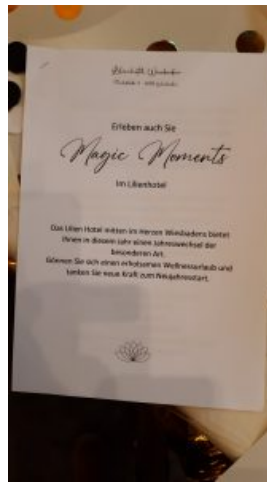 Erleben auch Sie
Magic Moments
Im Lilienhotel
Das Lilien Hotel mitten im Herzen Wiesbadens bietet
Ihnen in diesem Jahr einen Jahreswechsel der
besonderen Art.
Gönnen Sie sich einen erholsamen Wellnessurlaub und
tanken Sie neue Kraft zum Neujahrsstart.